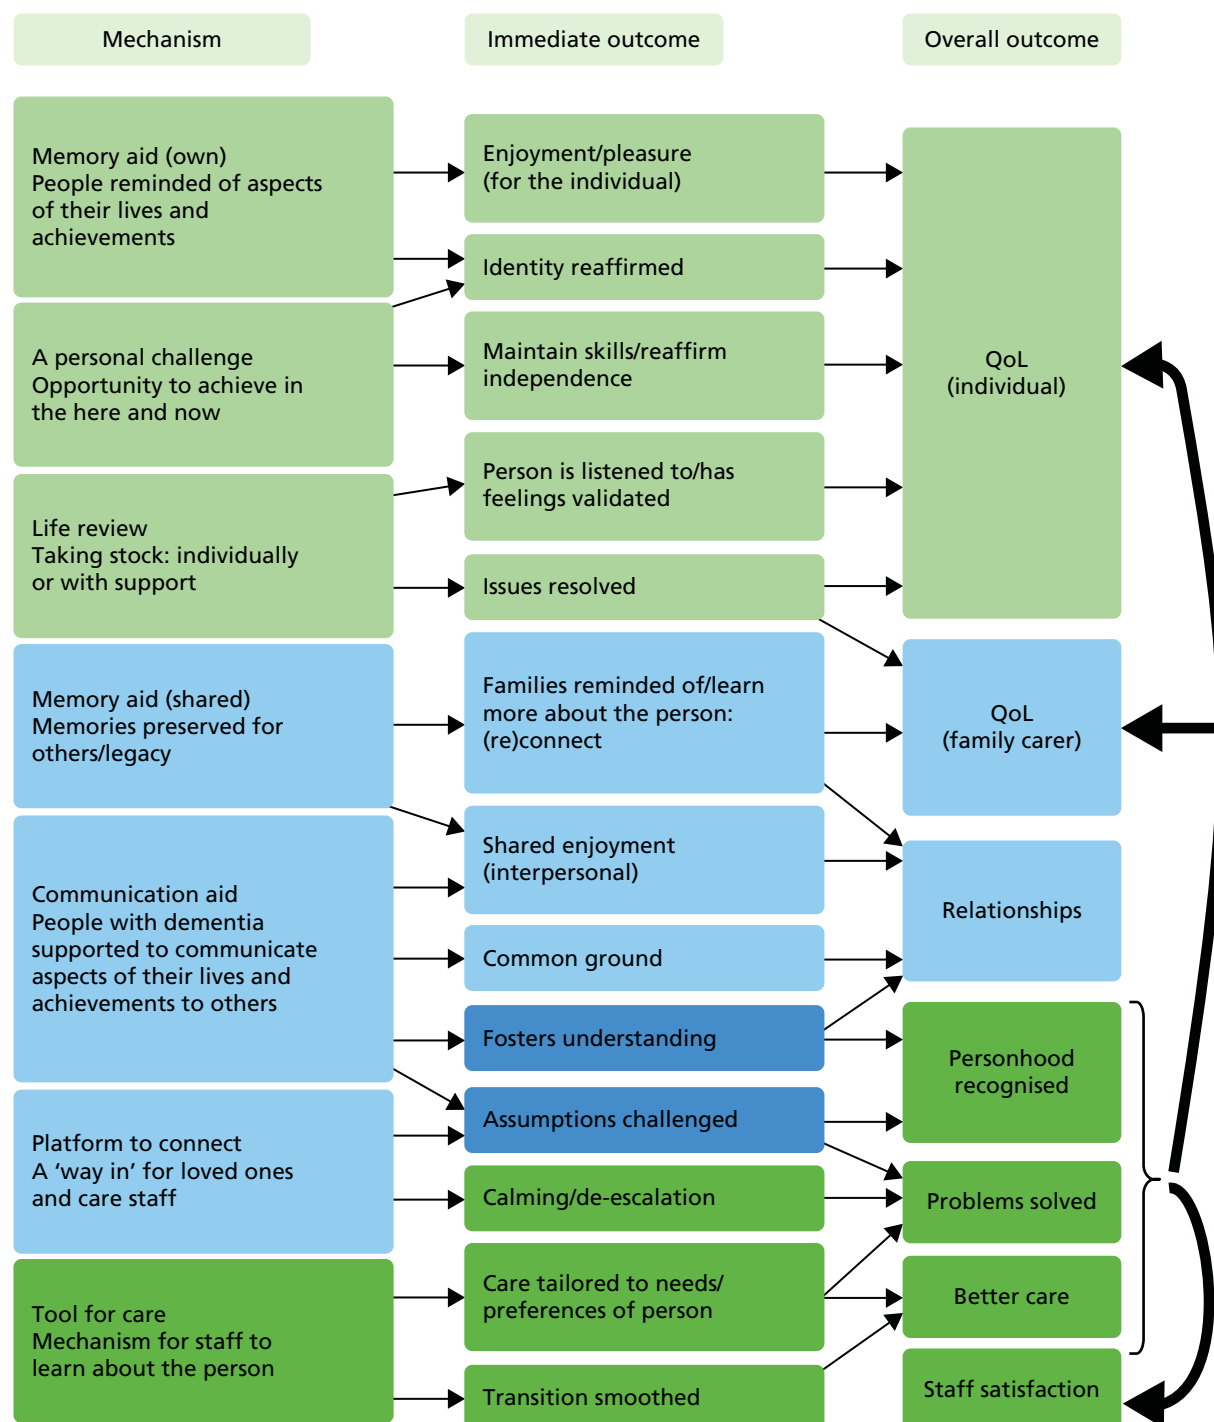 Mechanism
Immediate outcome
Overall outcome
Memory aid (own)
People reminded of aspects
of their lives and
achievements
A personal challenge
Opportunity to achieve in
the here and now
Life review
Taking stock: individually
or with support
Memory aid (shared)
Memories preserved for
others/legacy
Communication aid
People with dementia
supported to communicate
aspects of their lives and
achievements to others
Platform to connect
A ‘way in’ for loved ones
and care staff
Tool for care
Mechanism for staff to
learn about the person
Enjoyment/pleasure
(for the individual)
Identity reaffirmed
Maintain skills/reaffirm
independence
Person is listened to/has
feelings validated
Issues resolved
Families reminded of/learn
more about the person:
(re)connect
Shared enjoyment
(interpersonal)
Common ground
Fosters understanding
Assumptions challenged
Calming/de-escalation
Care tailored to needs/
preferences of person
Transition smoothed
QoL
(individual)
QoL
(family carer)
Relationships
Personhood
recognised
Problems solved
Better care
Staff satisfaction